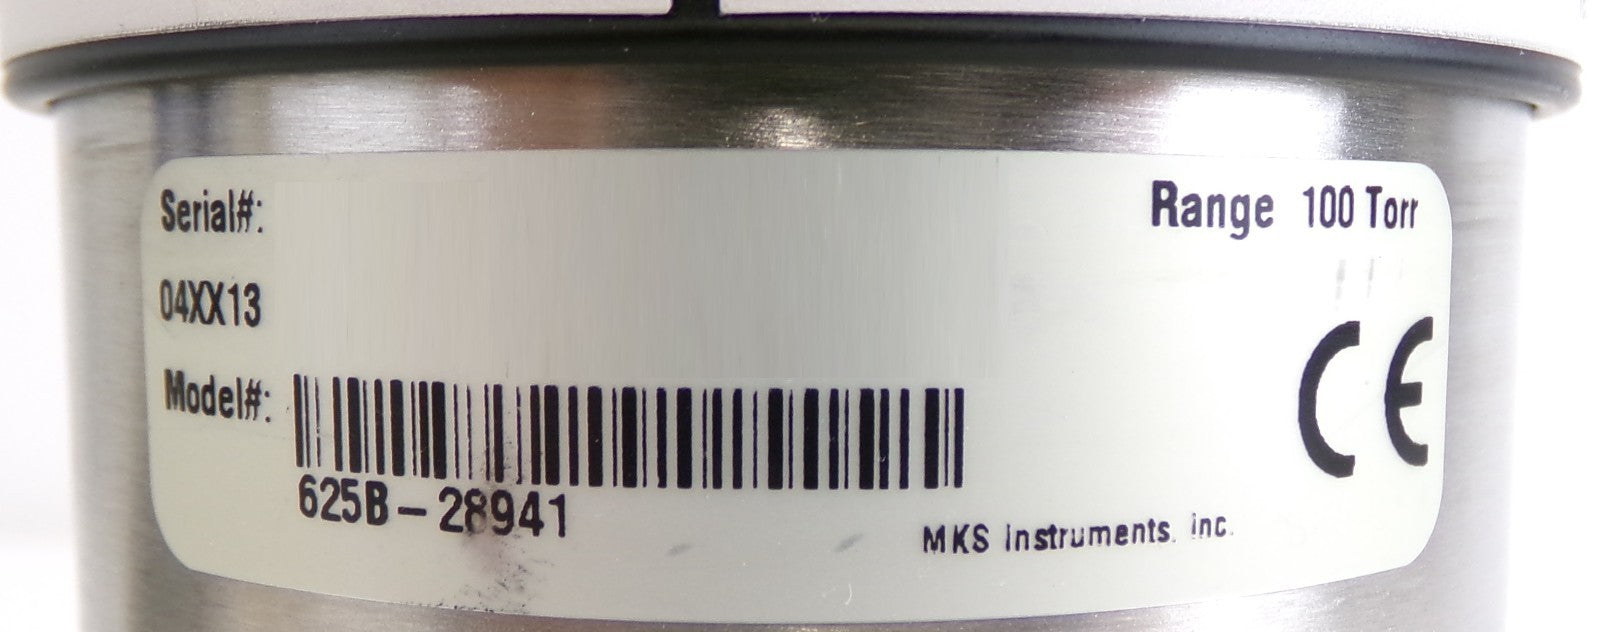 Serial#:
Range 100 Torr
04XX13
Model#:
CE
625B-28941
MKS Instruments, Inc.